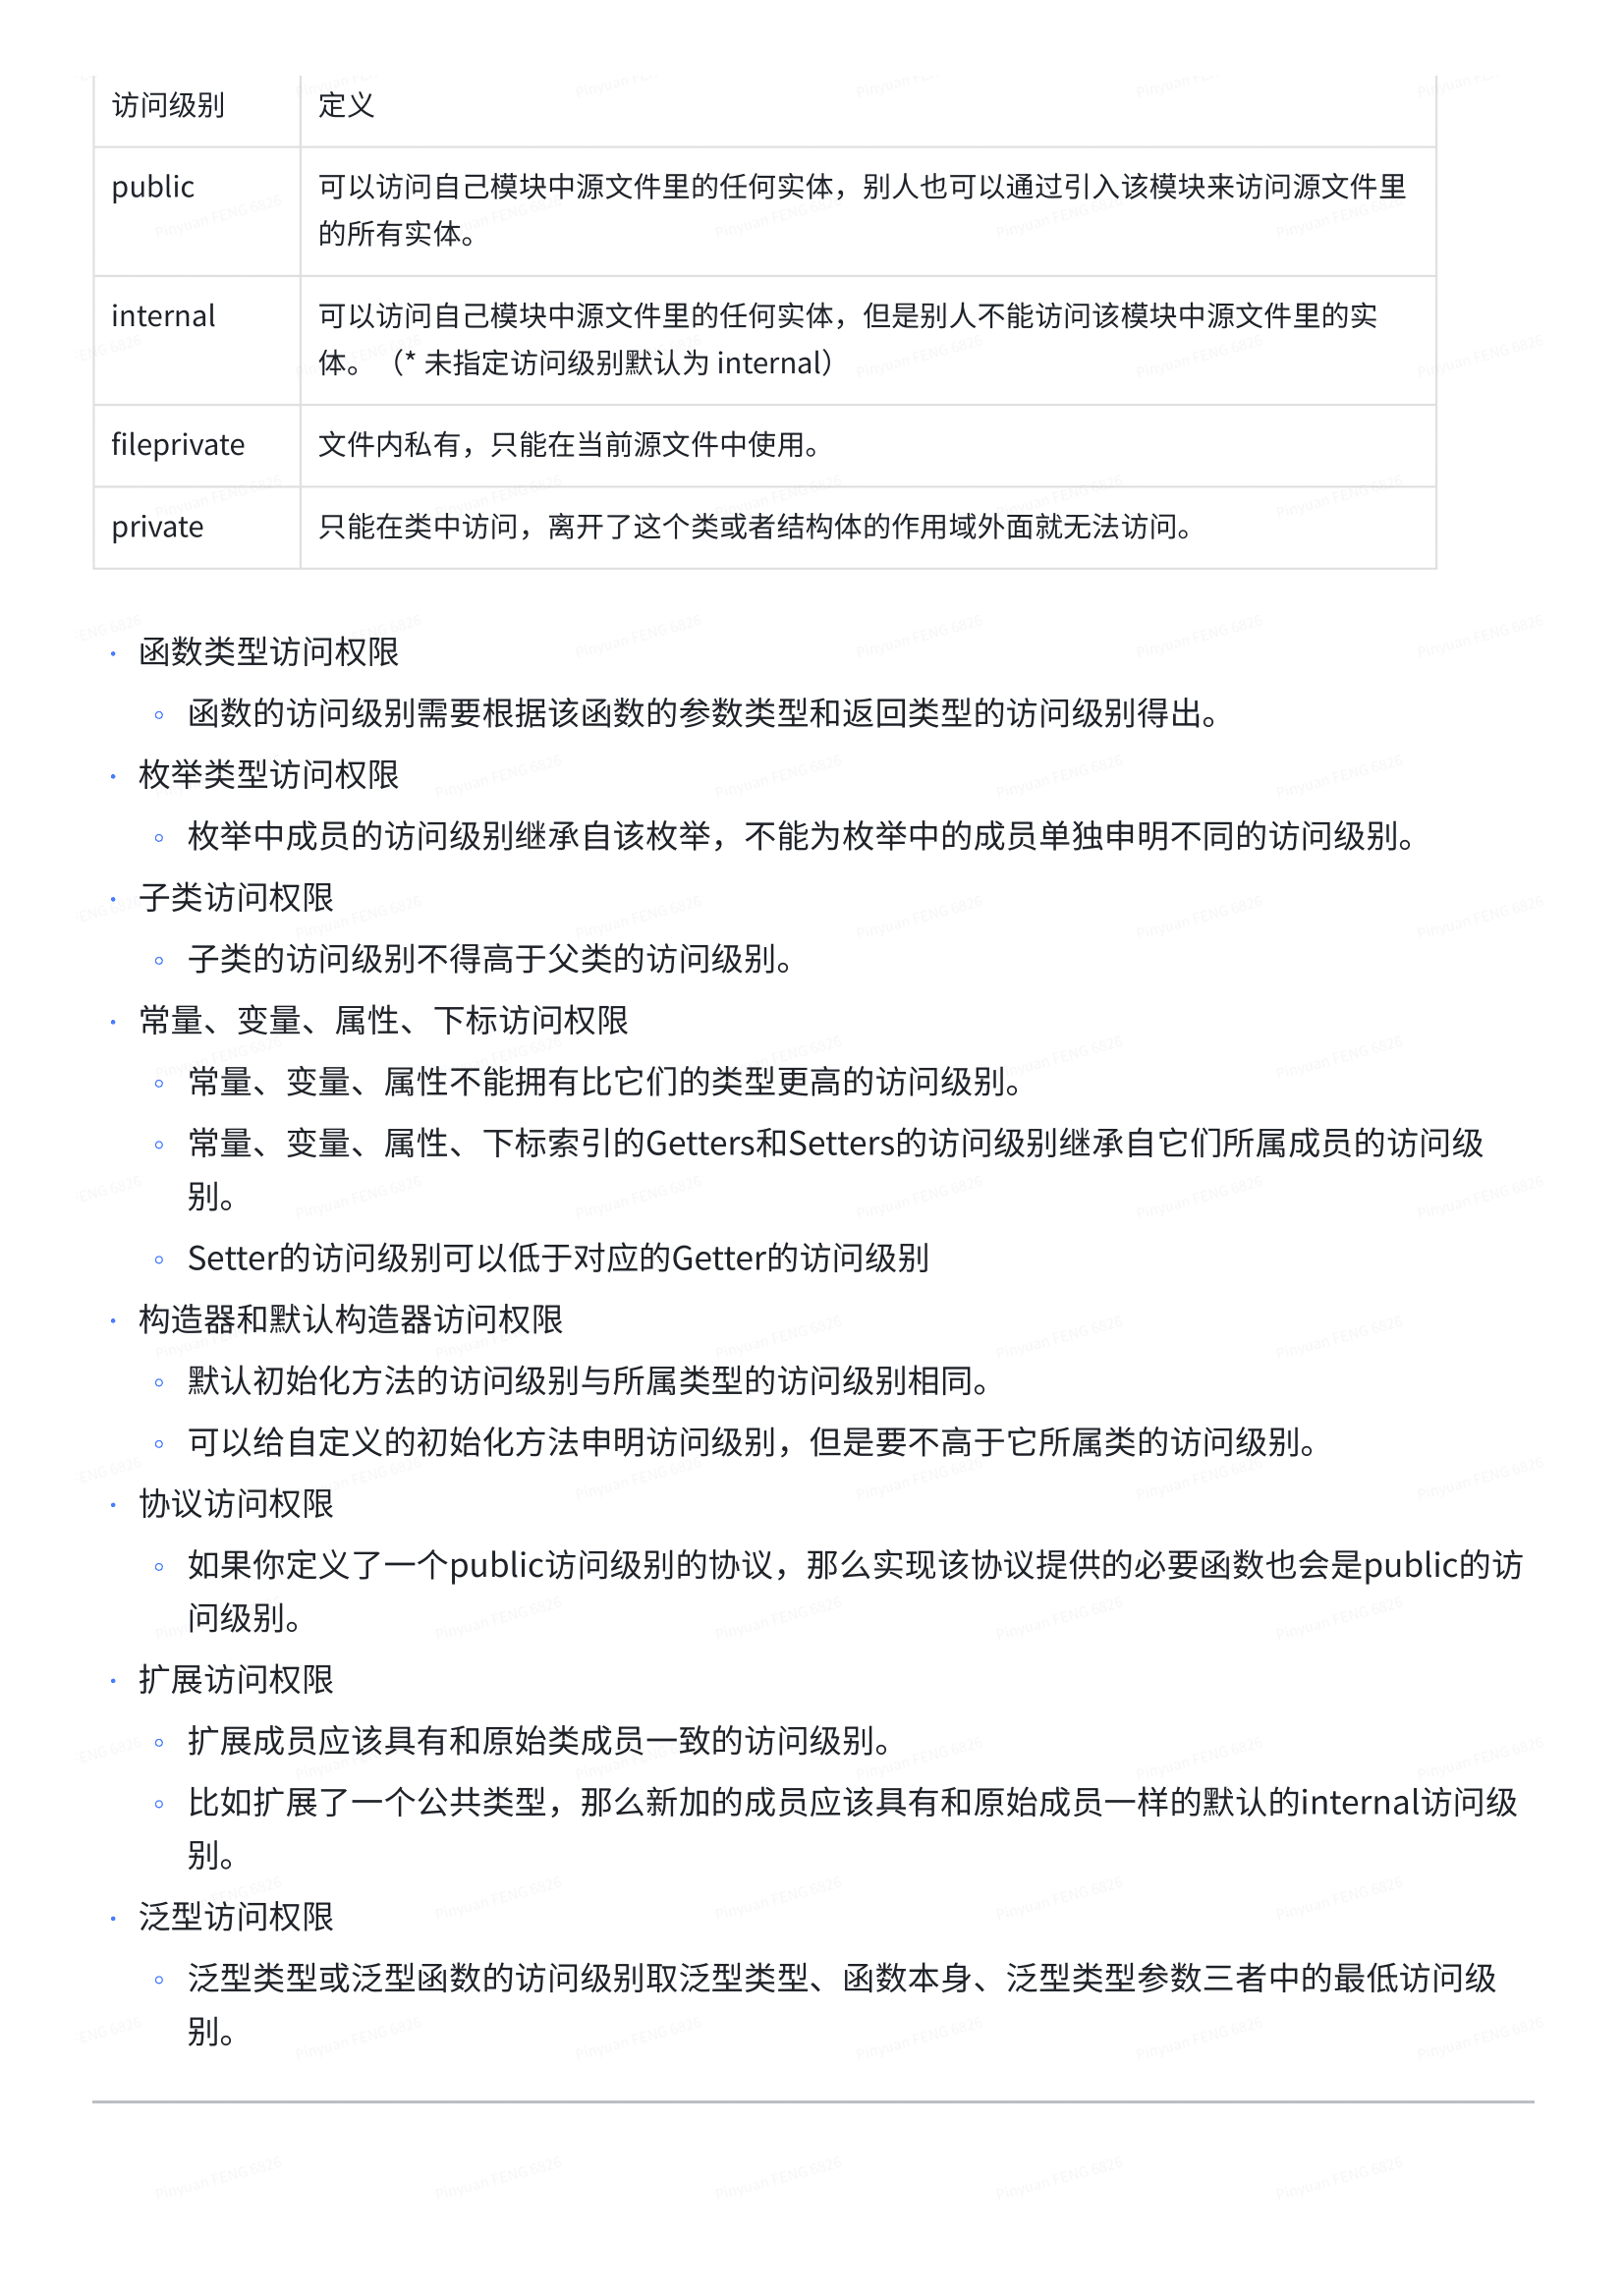 访问级别 定义
public 可以访问自己模块中源文件里的任何实体，别人也可以通过引入该模块来访问源文件里
的所有实体。
internal 可以访问自己模块中源文件里的任何实体，但是别人不能访问该模块中源文件里的实
体。（* 未指定访问级别默认为 internal）
fileprivate 文件内私有，只能在当前源文件中使用。
private 只能在类中访问，离开了这个类或者结构体的作用域外面就无法访问。
• 函数类型访问权限
◦ 函数的访问级别需要根据该函数的参数类型和返回类型的访问级别得出。
• 枚举类型访问权限
◦ 枚举中成员的访问级别继承自该枚举，不能为枚举中的成员单独申明不同的访问级别。
• 子类访问权限
◦ 子类的访问级别不得高于父类的访问级别。
• 常量、变量、属性、下标访问权限
◦ 常量、变量、属性不能拥有比它们的类型更高的访问级别。
◦ 常量、变量、属性、下标索引的Getters和Setters的访问级别继承自它们所属成员的访问级
别。
◦ Setter的访问级别可以低于对应的Getter的访问级别
• 构造器和默认构造器访问权限
◦ 默认初始化方法的访问级别与所属类型的访问级别相同。
◦ 可以给自定义的初始化方法申明访问级别，但是要不高于它所属类的访问级别。
• 协议访问权限
◦ 如果你定义了一个public访问级别的协议，那么实现该协议提供的必要函数也会是public的访
问级别。
• 扩展访问权限
◦ 扩展成员应该具有和原始类成员一致的访问级别。
◦ 比如扩展了一个公共类型，那么新加的成员应该具有和原始成员一样的默认的internal访问级
别。
• 泛型访问权限
◦ 泛型类型或泛型函数的访问级别取泛型类型、函数本身、泛型类型参数三者中的最低访问级
别。
Pinyuan FENG 6826